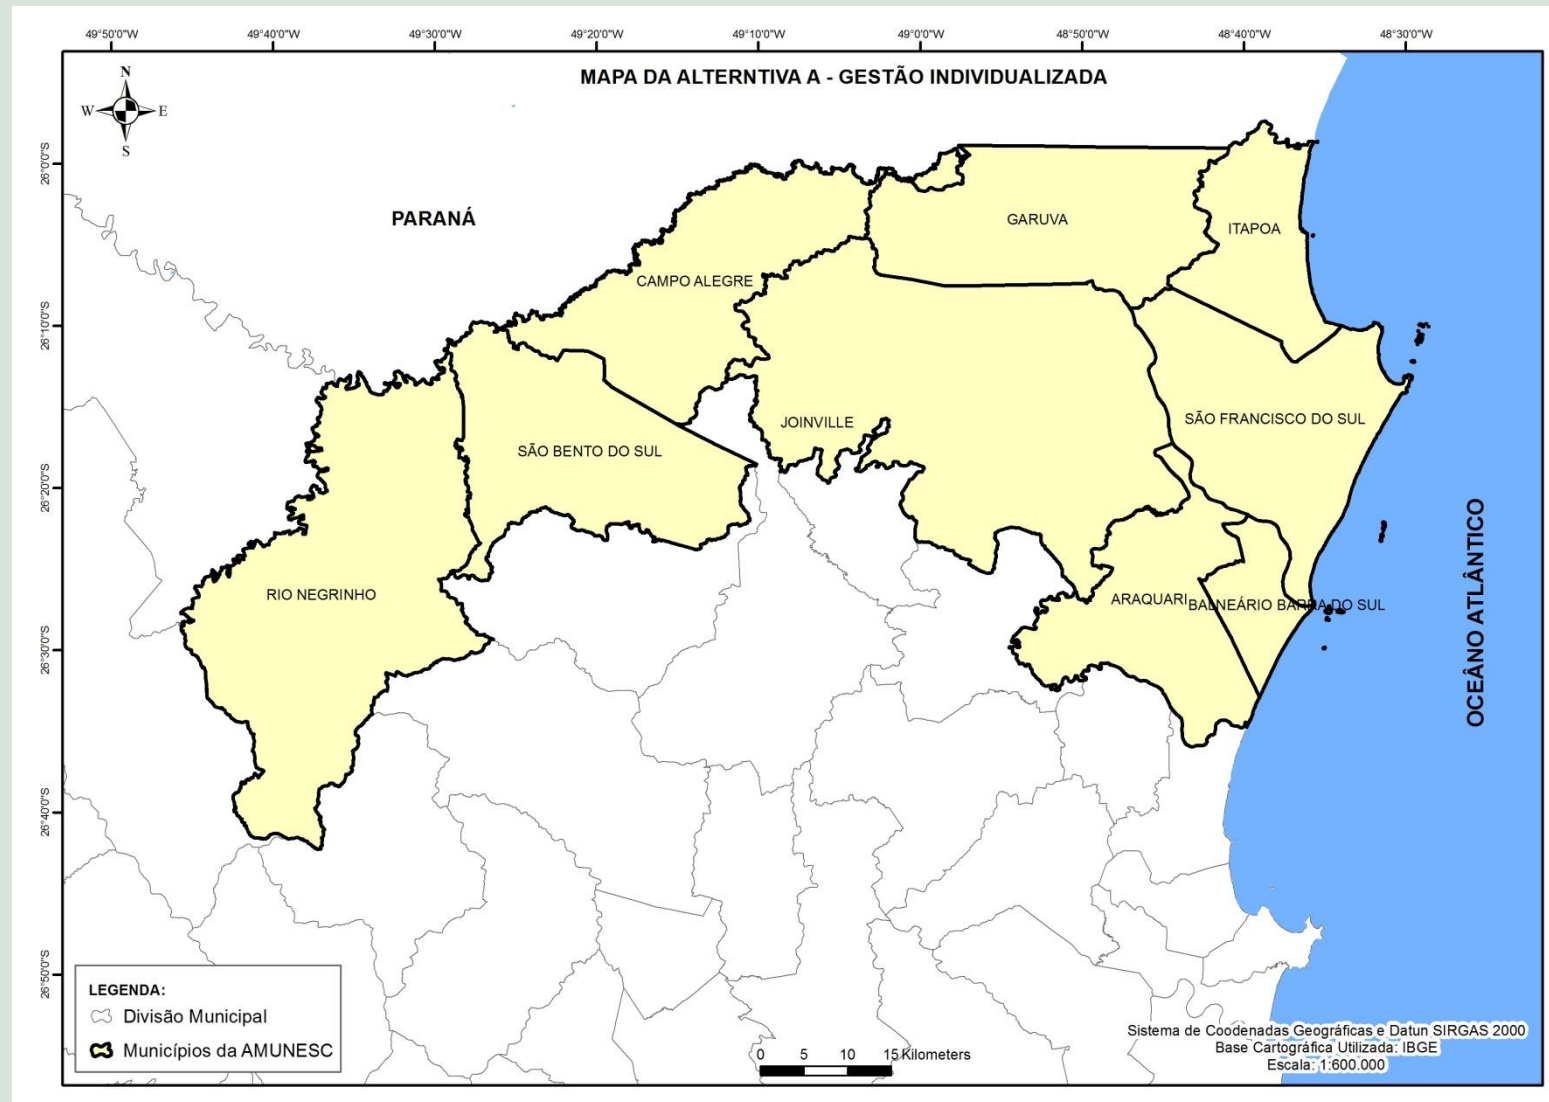 49°50'0"W 49°40'0"W 49°30'0"W 49°20'0"W 49°10'0"W 49°0'0"W 48°50'0"W 48°40'0"W 48°30'0"W
MAPA DA ALTERNTIVA A - GESTÃO INDIVIDUALIZADA
N
W E
S
26°0'0"S
PARANÁ
GARUVA
ITAPOA
CAMPO ALEGRE
26°10'0"S
SÃO FRANCISCO DO SUL
JOINVILLE
SÃO BENTO DO SUL
26°20'0"S
OCEÂNO ATLÂNTICO
RIO NEGRINHO
ARAQUARI
BALNEÁRIO BARRA DO SUL
26°30'0"S
26°40'0"S
26°50'0"S
LEGENDA:
Divisão Municipal
Municípios da AMUNESC
0 5 10 15 Kilometers
Sistema de Coodenadas Geográficas e Datun SIRGAS 2000
Base Cartográfica Utilizada: IBGE
Escala: 1:600.000